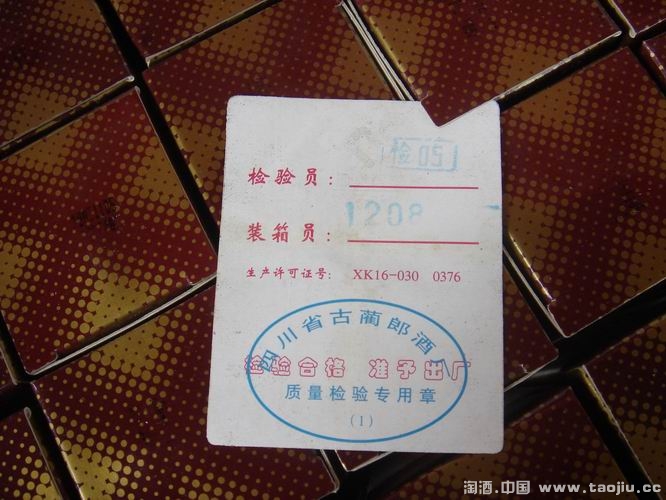 检05
检验员：
1208
装箱员：
生产许可证号： XK16-030 0376
四川省古蔺郎酒
检验合格 准予出厂
质量检验专用章
(1)
淘酒.中国 www.taojiu.cc